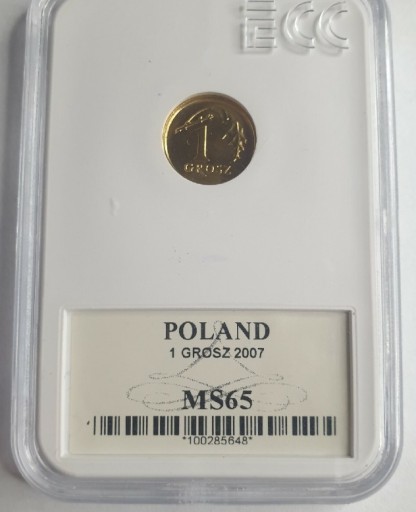 ECC
1
GROSZ
POLAND
1 GROSZ 2007
MS65
*100285648*